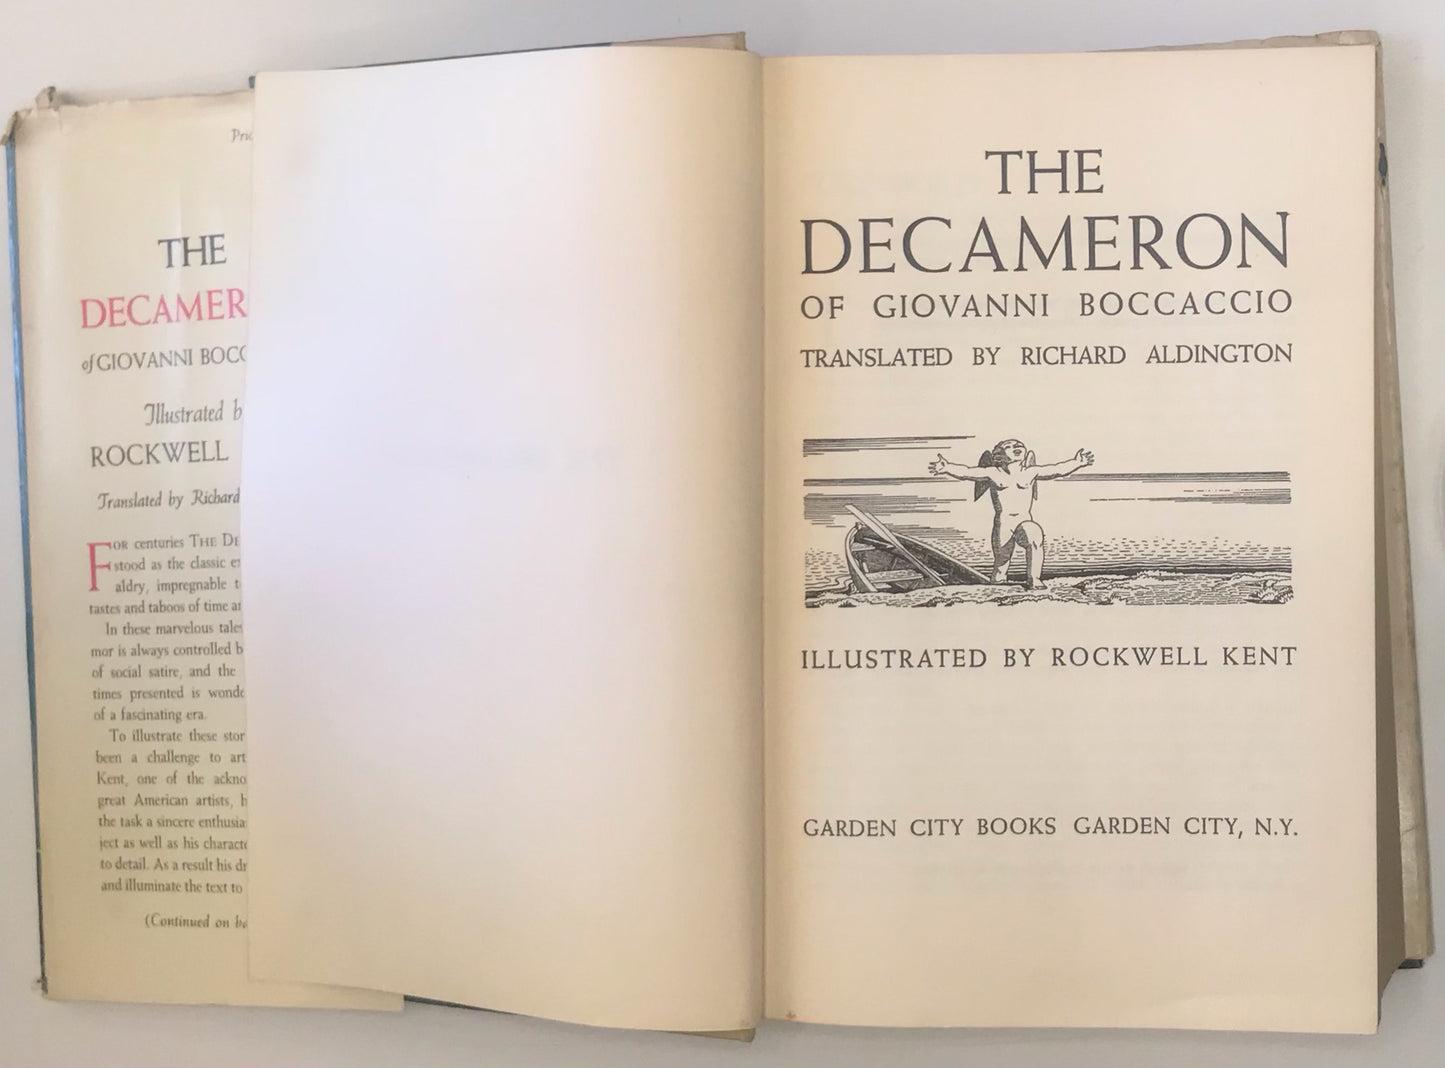 THE
DECAMER
of GIOVANNI BOCC
Illustrated b
ROCKWELL
Translated by Richard
FOR centuries THE DE
stood as the classic
aldry, impregnable t
tastes and taboos of time
In these marvelous tales
mor is always controlled b
of social satire, and the
times presented is wonde
of a fascinating era.
To illustrate these stor
been a challenge to art
Kent, one of the ackno
great American artists, h
the task a sincere enthusia
ject as well as his characte
to detail. As a result his dr
and illuminate the text to
(Continued on
THE
DECAMERON
OF GIOVANNI BOCCACCIO
TRANSLATED BY RICHARD ALDINGTON
ILLUSTRATED BY ROCKWELL KENT
GARDEN CITY BOOKS GARDEN CITY, N.Y.